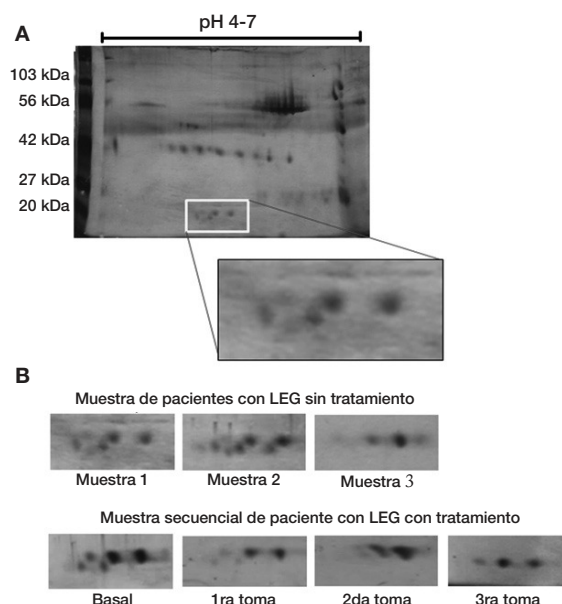 pH 4-7
A
103 kDa
56 kDa
42 kDa
27 kDa
20 kDa
B
Muestra de pacientes con LEG sin tratamiento
Muestra 1 Muestra 2 Muestra 3
Muestra secuencial de paciente con LEG con tratamiento
Basal 1ra toma 2da toma 3ra toma